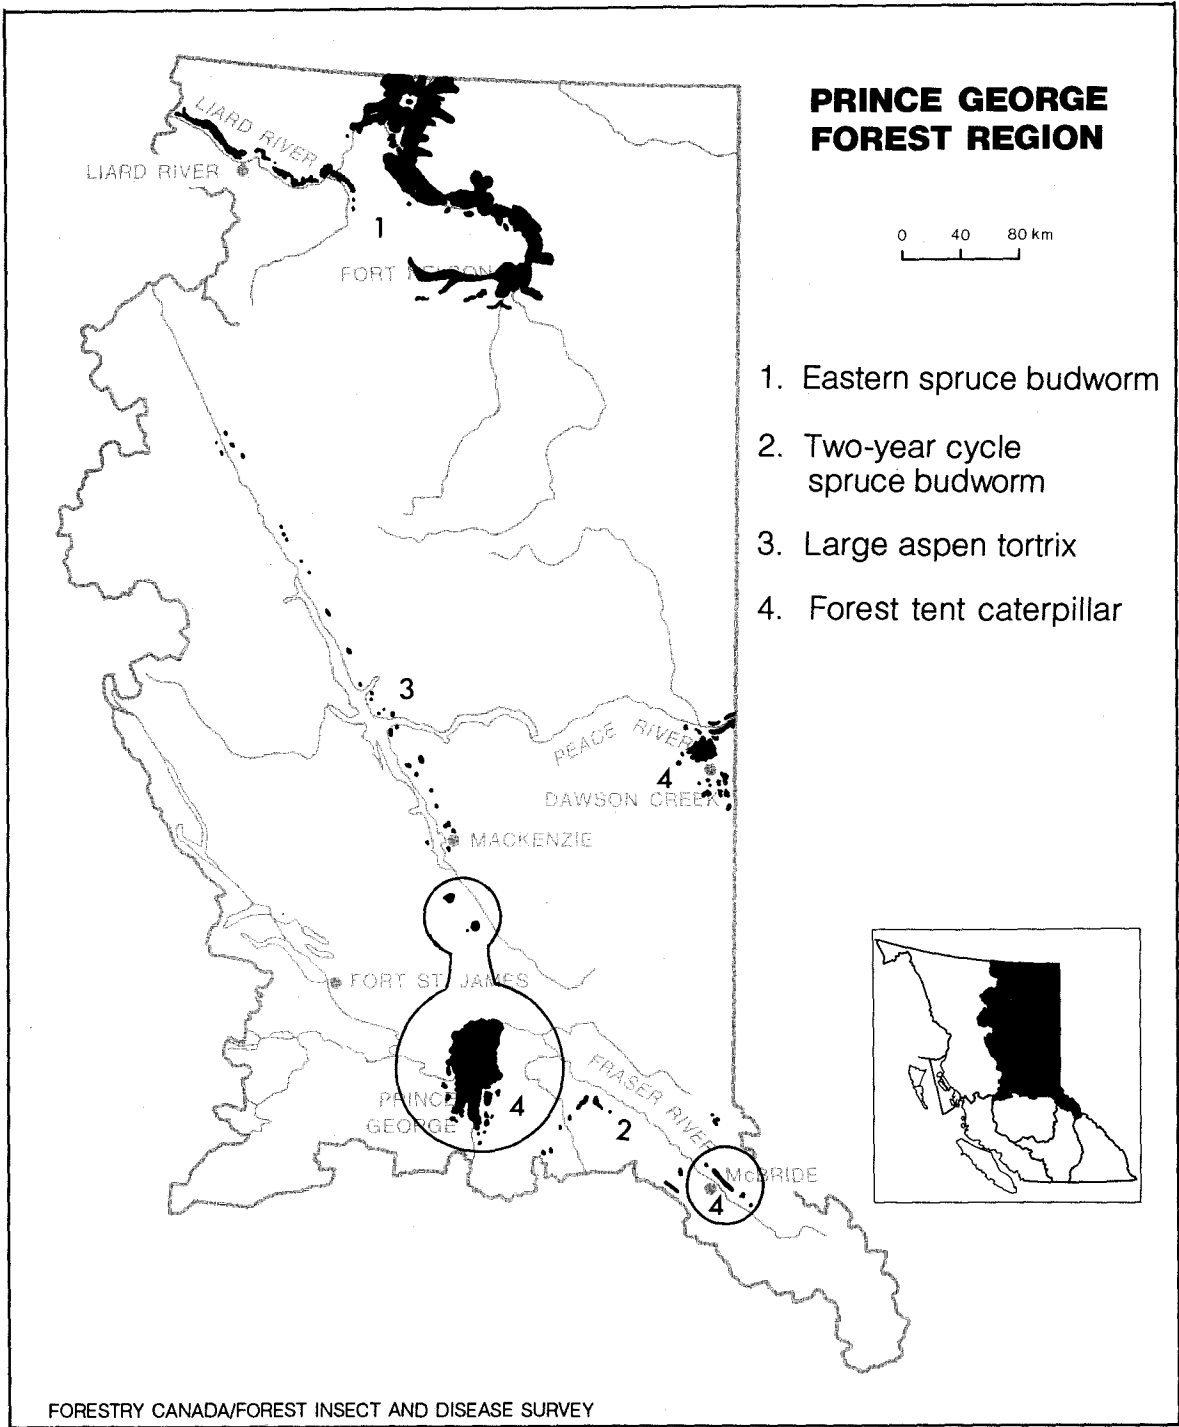 PRINCE GEORGE
FOREST REGION
LIARD RIVER
LIARD RIVER
0 40 80 km
1
FORT NELSON
1. Eastern spruce budworm
2. Two-year cycle
spruce budworm
3. Large aspen tortrix
4. Forest tent caterpillar
3
PEACE RIVER
4
DAWSON CREEK
MACKENZIE
FORT ST. JAMES
FRASER RIVER
PRINCE
GEORGE
4
2
McBRIDE
4
FORESTRY CANADA/FOREST INSECT AND DISEASE SURVEY